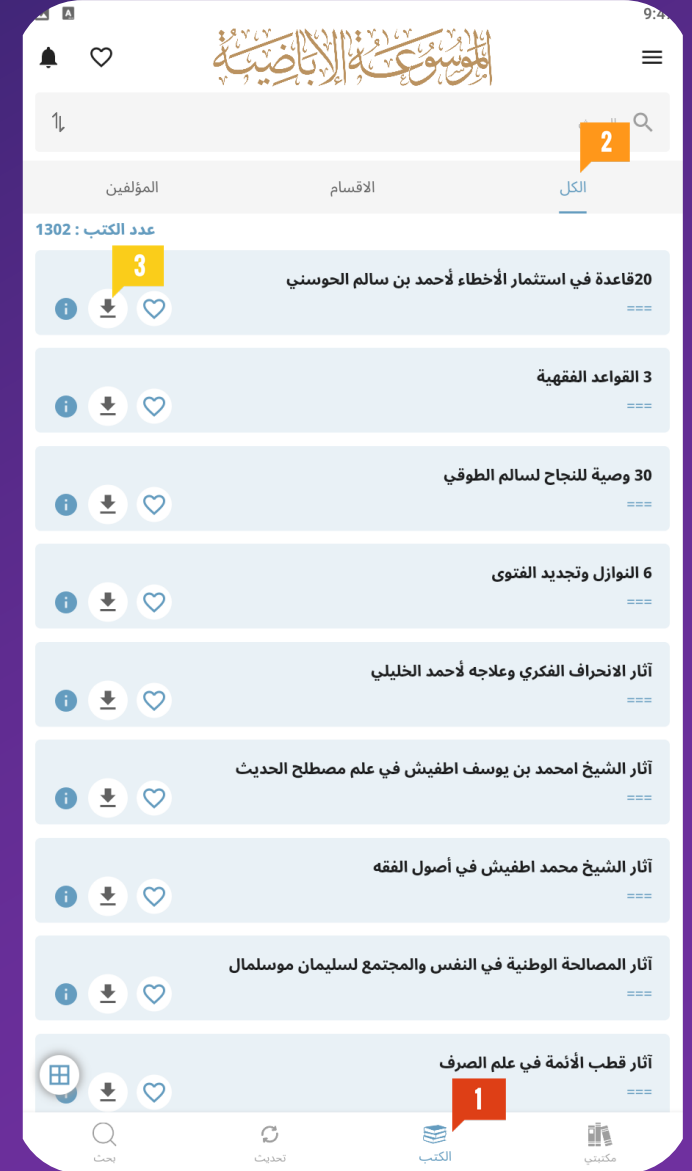 9:4
الموسوعة الإباضية
2
الكل
الاقسام
المؤلفين
عدد الكتب : 1302
3
20قاعدة في استثمار الأخطاء لأحمد بن سالم الحوسني
===
3 القواعد الفقهية
===
30 وصية للنجاح لسالم الطوقي
===
6 النوازل وتجديد الفتوى
===
آثار الانحراف الفكري وعلاجه لأحمد الخليلي
===
آثار الشيخ امحمد بن يوسف اطفيش في علم مصطلح الحديث
===
آثار الشيخ محمد اطفيش في أصول الفقه
===
آثار المصالحة الوطنية في النفس والمجتمع لسليمان موسلمال
===
آثار قطب الأئمة في علم الصرف
===
1
مكتبتي
الكتب
تحديث
بحث